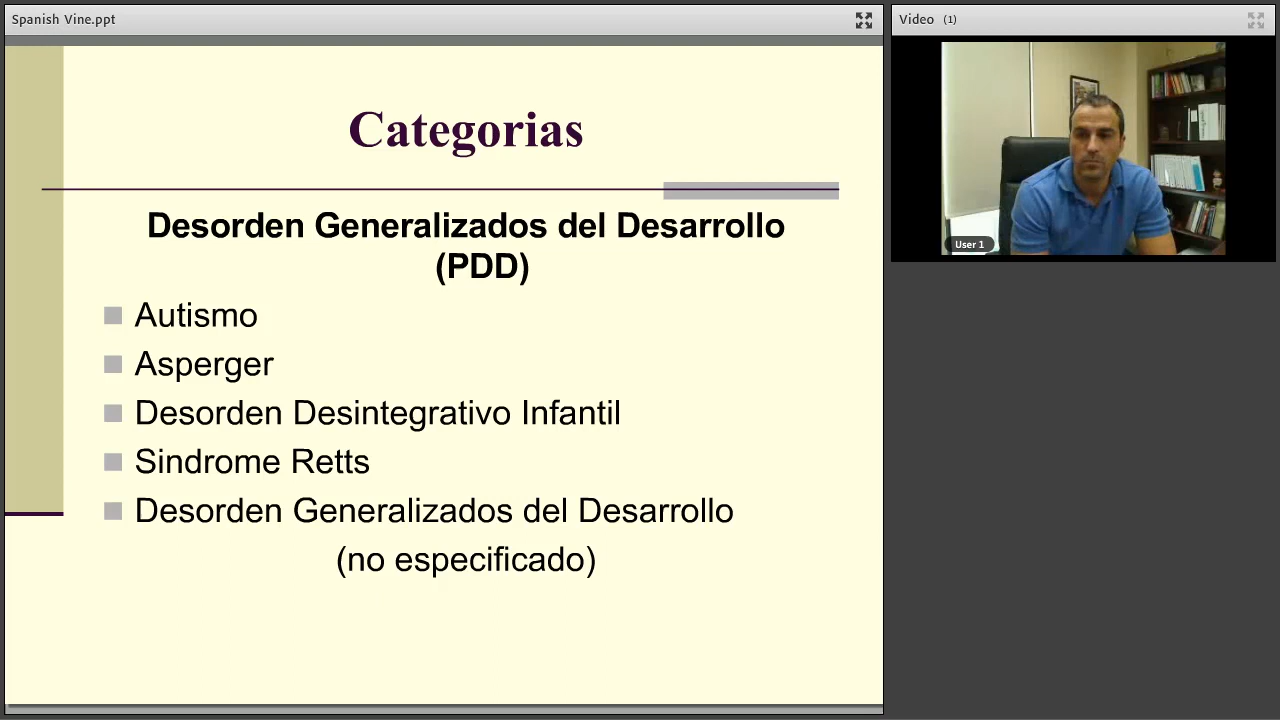 Spanish Vine.ppt
Video (1)
Categorias
Desorden Generalizados del Desarrollo
(PDD)
Autismo
Asperger
Desorden Desintegrativo Infantil
Sindrome Retts
Desorden Generalizados del Desarrollo
(no especificado)
User 1